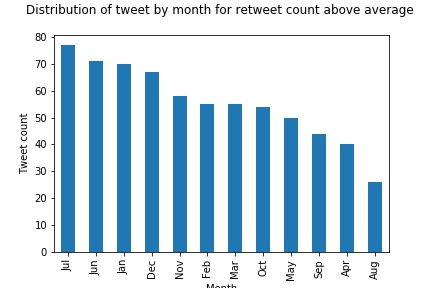 Distribution of tweet by month for retweet count above average
80
70
60
50
40
30
20
10
0
Tweet count
Jul
Jun
Jan
Dec
Nov
Feb
Mar
Oct
May
Sep
Apr
Aug
Month